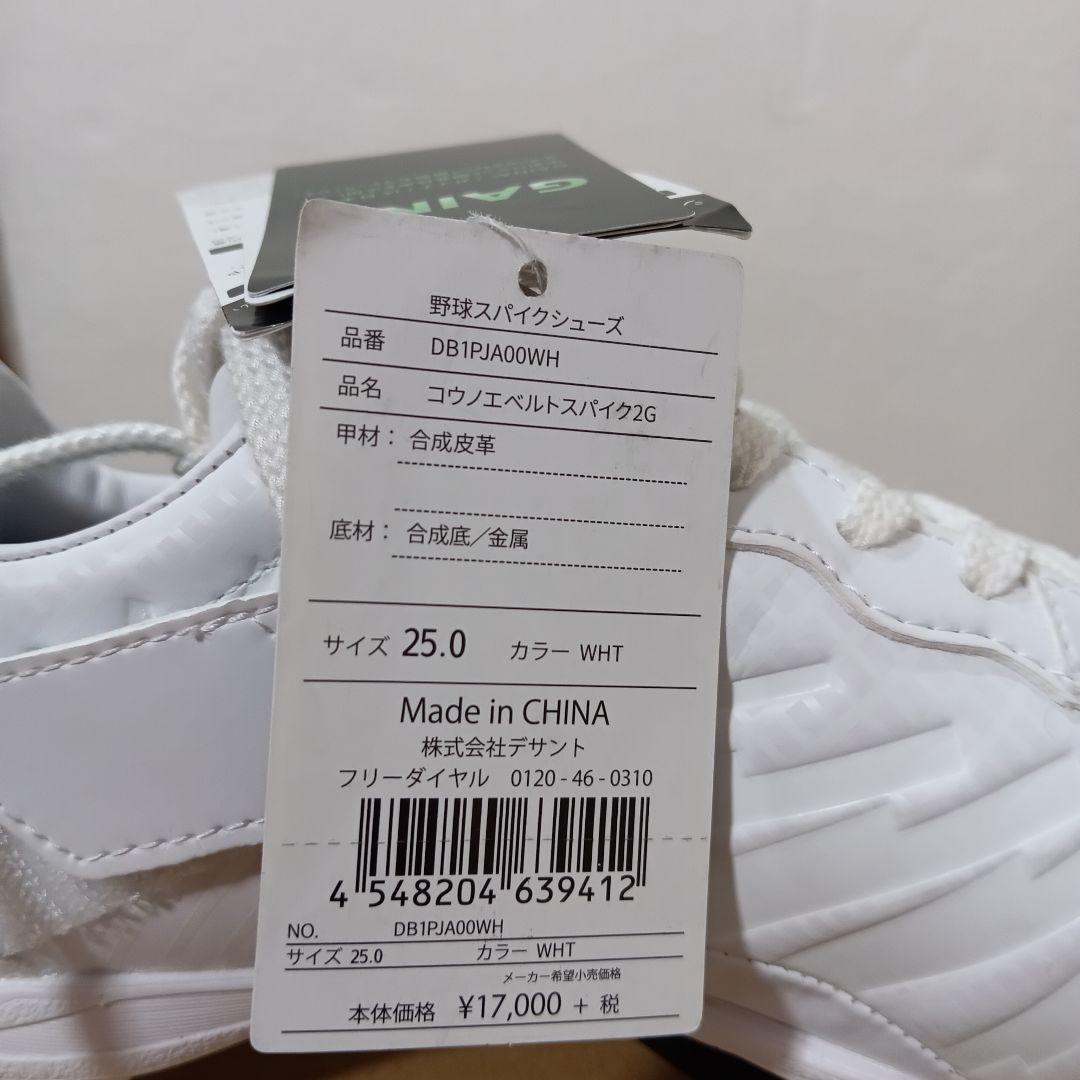 GAIN
野球スパイクシューズ
品番 DB1PJA00WH
品名 コウノエベルトスパイク2G
甲材： 合成皮革
底材： 合成底／金属
サイズ 25.0 カラー WHT
Made in CHINA
株式会社デサント
フリーダイヤル 0120 - 46 - 0310
4 548204 639412
NO. DB1PJA00WH
サイズ 25.0 カラー WHT
メーカー希望小売価格
本体価格 ¥17,000 + 税